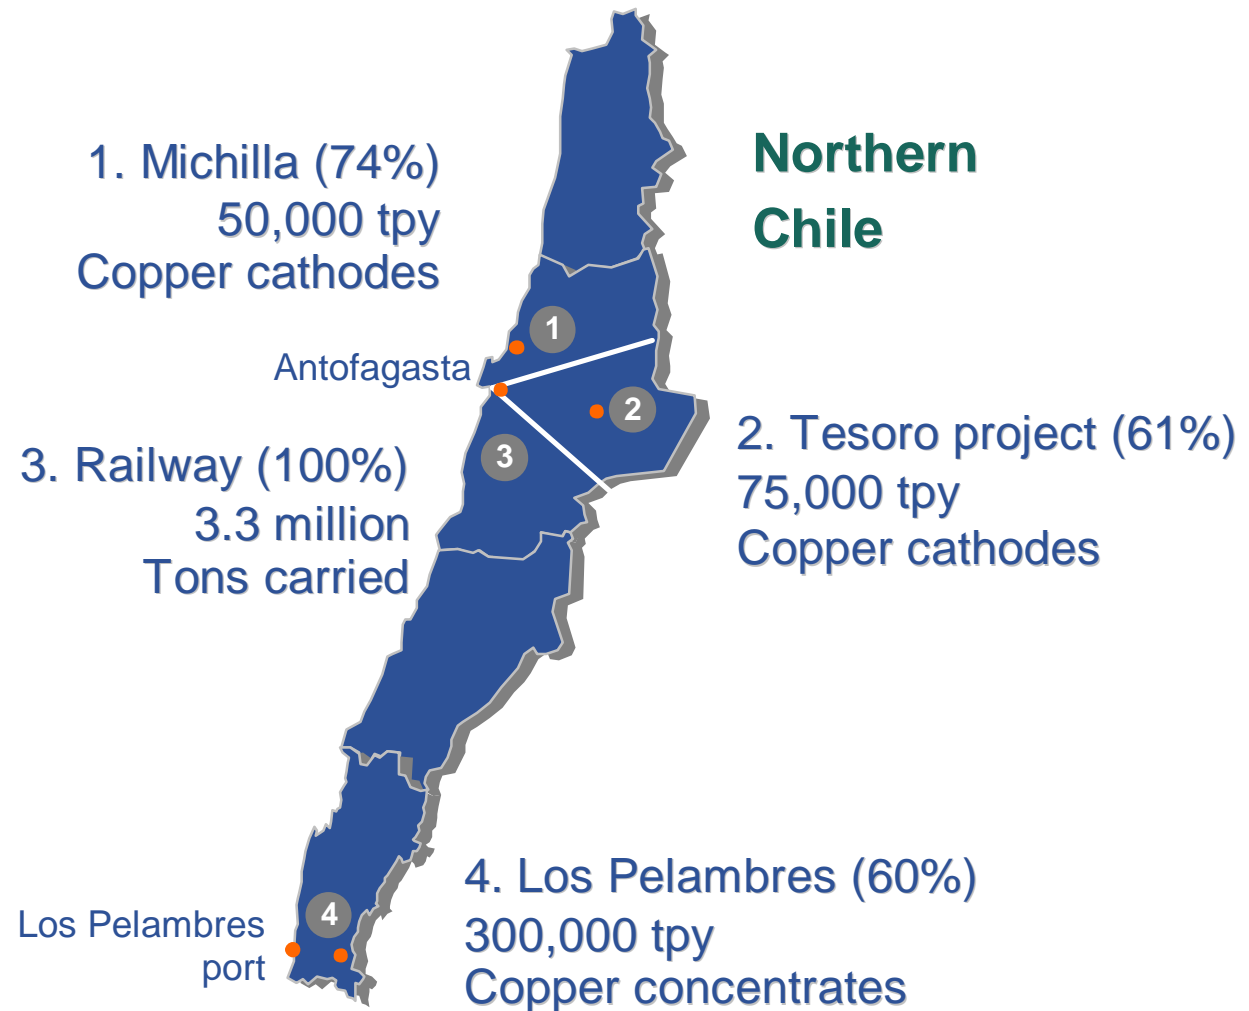 Northern
Chile
1. Michilla (74%)
50,000 tpy
Copper cathodes
1
Antofagasta
2
3
2. Tesoro project (61%)
75,000 tpy
Copper cathodes
3. Railway (100%)
3.3 million
Tons carried
4. Los Pelambres (60%)
300,000 tpy
Copper concentrates
4
Los Pelambres
port